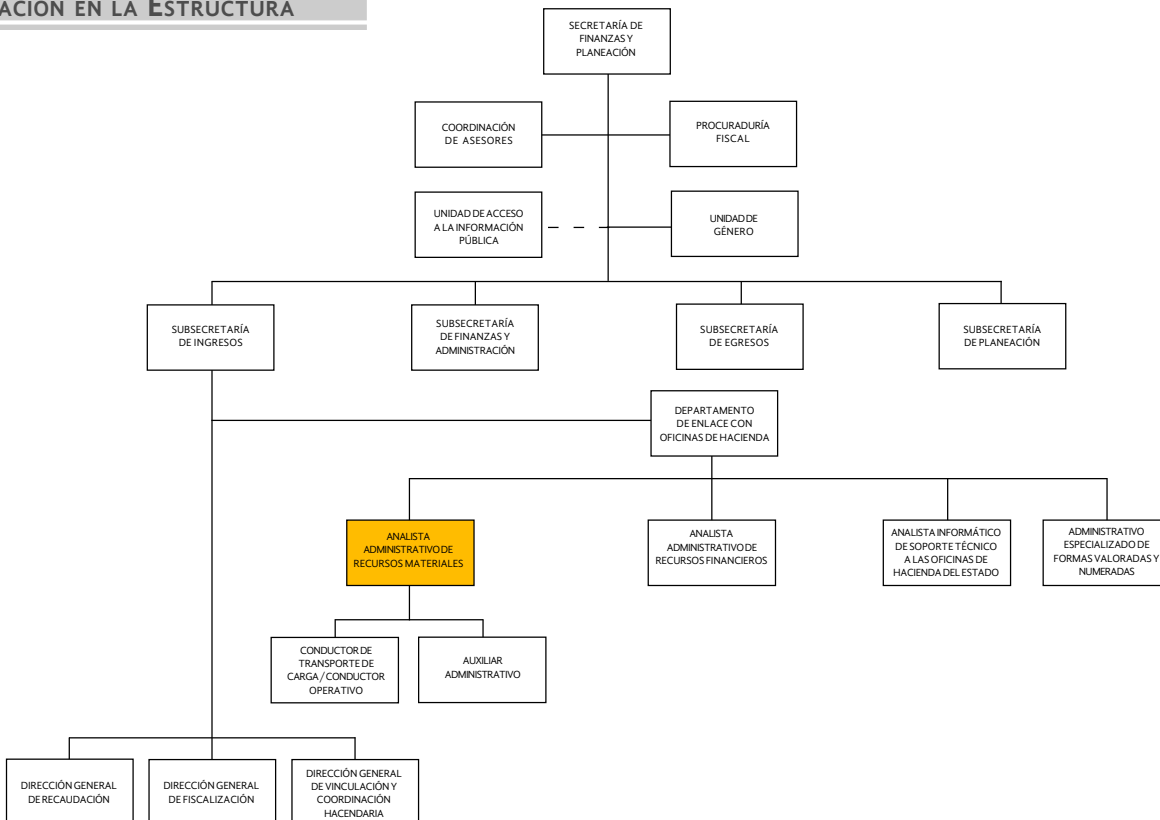 EN LA ESTRUCTURA
SECRETARÍA DE
FINANZAS Y
PLANEACIÓN
COORDINACIÓN
DE ASESORES
PROCURADURÍA
FISCAL
UNIDAD DE ACCESO
A LA INFORMACIÓN
PÚBLICA
UNIDAD DE
GÉNERO
SUBSECRETARÍA
DE INGRESOS
SUBSECRETARÍA
DE FINANZAS Y
ADMINISTRACIÓN
SUBSECRETARÍA
DE EGRESOS
SUBSECRETARÍA
DE PLANEACIÓN
DEPARTAMENTO
DE ENLACE CON
OFICINAS DE HACIENDA
ANALISTA
ADMINISTRATIVO DE
RECURSOS MATERIALES
ANALISTA
ADMINISTRATIVO DE
RECURSOS FINANCIEROS
ANALISTA INFORMÁTICO
DE SOPORTE TÉCNICO
A LAS OFICINAS DE
HACIENDA DEL ESTADO
ADMINISTRATIVO
ESPECIALIZADO DE
FORMAS VALORADAS Y
NUMERADAS
CONDUCTOR DE
TRANSPORTE DE
CARGA / CONDUCTOR
OPERATIVO
AUXILIAR
ADMINISTRATIVO
DIRECCIÓN GENERAL
DE RECAUDACIÓN
DIRECCIÓN GENERAL
DE FISCALIZACIÓN
DIRECCIÓN GENERAL
DE VINCULACIÓN Y
COORDINACIÓN
HACENDARIA